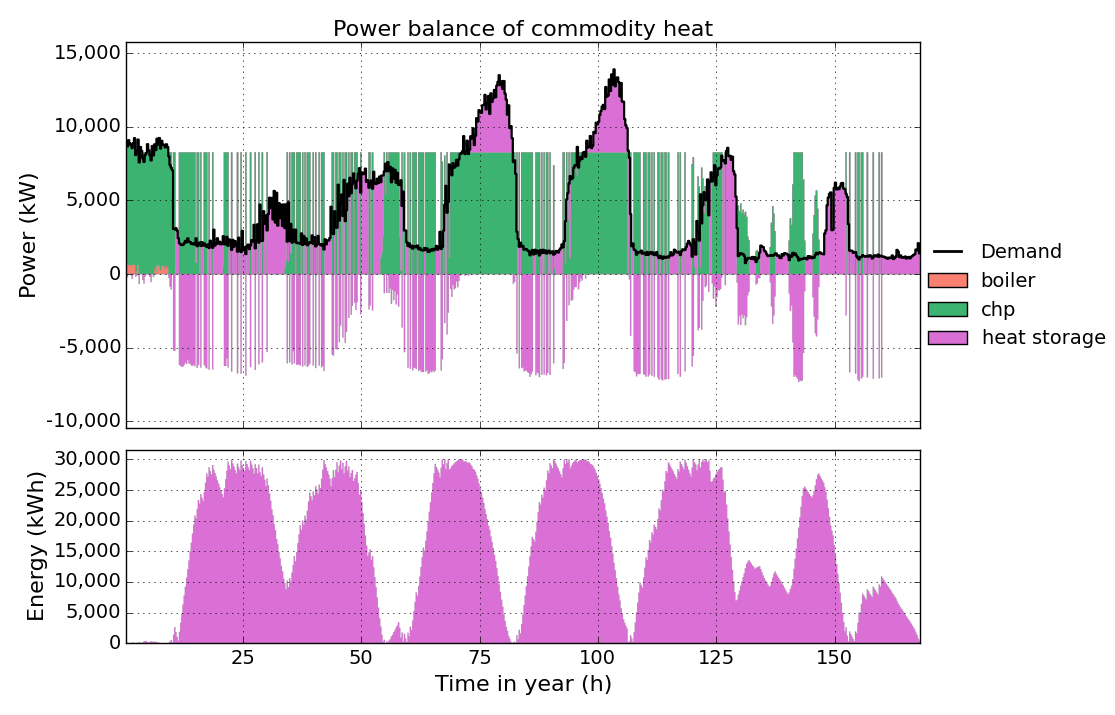 Power balance of commodity heat
15,000
10,000
5,000
0
-5,000
-10,000
Power (kW)
Demand
boiler
chp
heat storage
30,000
25,000
20,000
15,000
10,000
5,000
0
Energy (kWh)
25 50 75 100 125 150
Time in year (h)